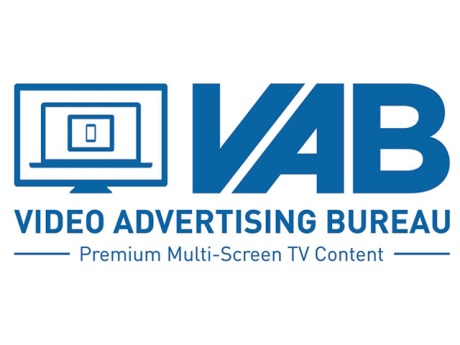 VAB
VIDEO ADVERTISING BUREAU
Premium Multi-Screen TV Content